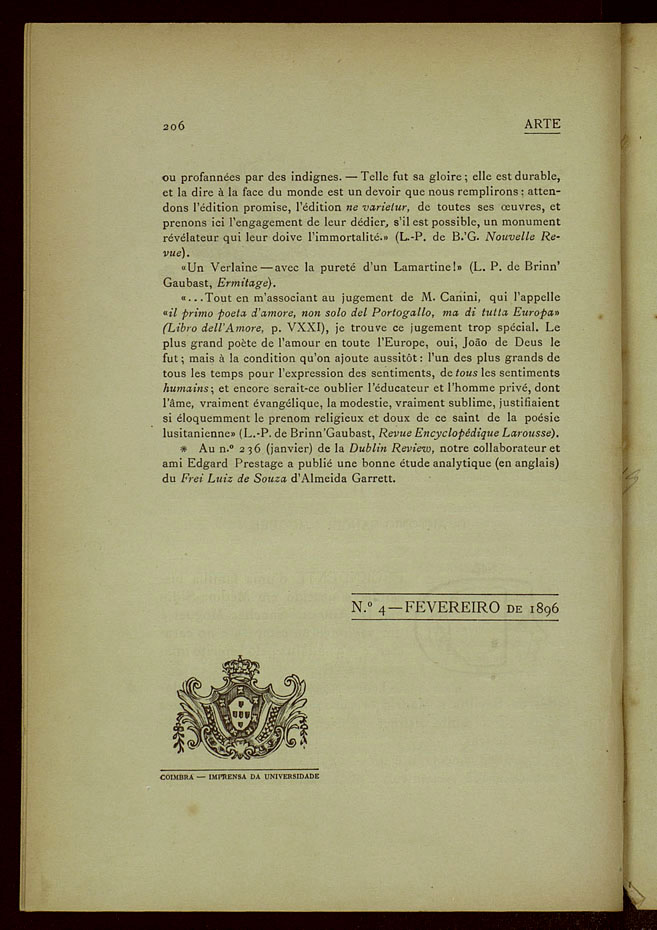 206 ARTE
ou profannées par des indignes. — Telle fut sa gloire ; elle est durable,
et la dire à la face du monde est un devoir que nous remplirons : atten-
dons l'édition promise, l'édition ne varietur, de toutes ses œuvres, et
prenons ici l'engagement de leur dédier, s'il est possible, un monument
révélateur qui leur doive l'immortalité.» (L.-P. de B.'G. Nouvelle Re-
vue).
«Un Verlaine — avec la pureté d'un Lamartine!» (L. P. de Brinn'
Gaubast, Ermitage).
«...Tout en m'associant au jugement de M. Canini, qui l'appelle
«il primo poeta d'amore, non solo del Portogallo, ma di tutta Europa»
(Libro dell'Amore, p. VXXI), je trouve ce jugement trop spécial. Le
plus grand poète de l'amour en toute l'Europe, oui, João de Deus le
fut ; mais à la condition qu'on ajoute aussitôt : l'un des plus grands de
tous les temps pour l'expression des sentiments, de tous les sentiments
humains ; et encore serait-ce oublier l'éducateur et l'homme privé, dont
l'âme, vraiment évangélique, la modestie, vraiment sublime, justifiaient
si éloquemment le prenom religieux et doux de ce saint de la poésie
lusitanienne» (L.-P. de Brinn'Gaubast, Revue Encyclopédique Larousse).
* Au n.º 236 (janvier) de la Dublin Review, notre collaborateur et
ami Edgard Prestage a publié une bonne étude analytique (en anglais)
du Frei Luiz de Souza d'Almeida Garrett.
N.º 4 — FEVEREIRO DE 1896
COIMBRA — IMPRENSA DA UNIVERSIDADE